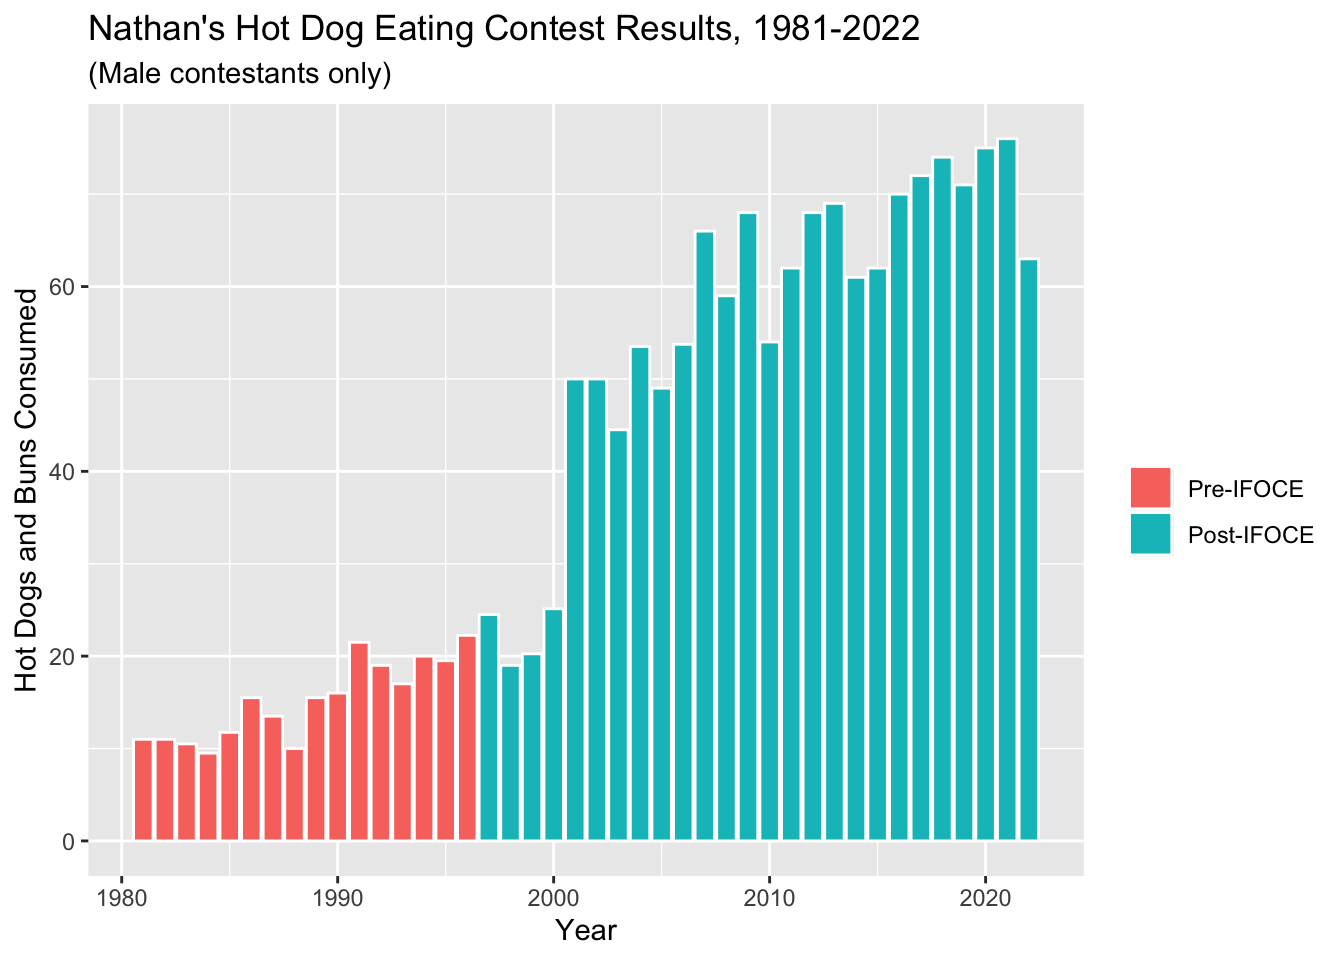 Nathan's Hot Dog Eating Contest Results, 1981-2022
(Male contestants only)
Hot Dogs and Buns Consumed
60
40
20
0
1980 1990 2000 2010 2020
Year
Pre-IFOCE
Post-IFOCE